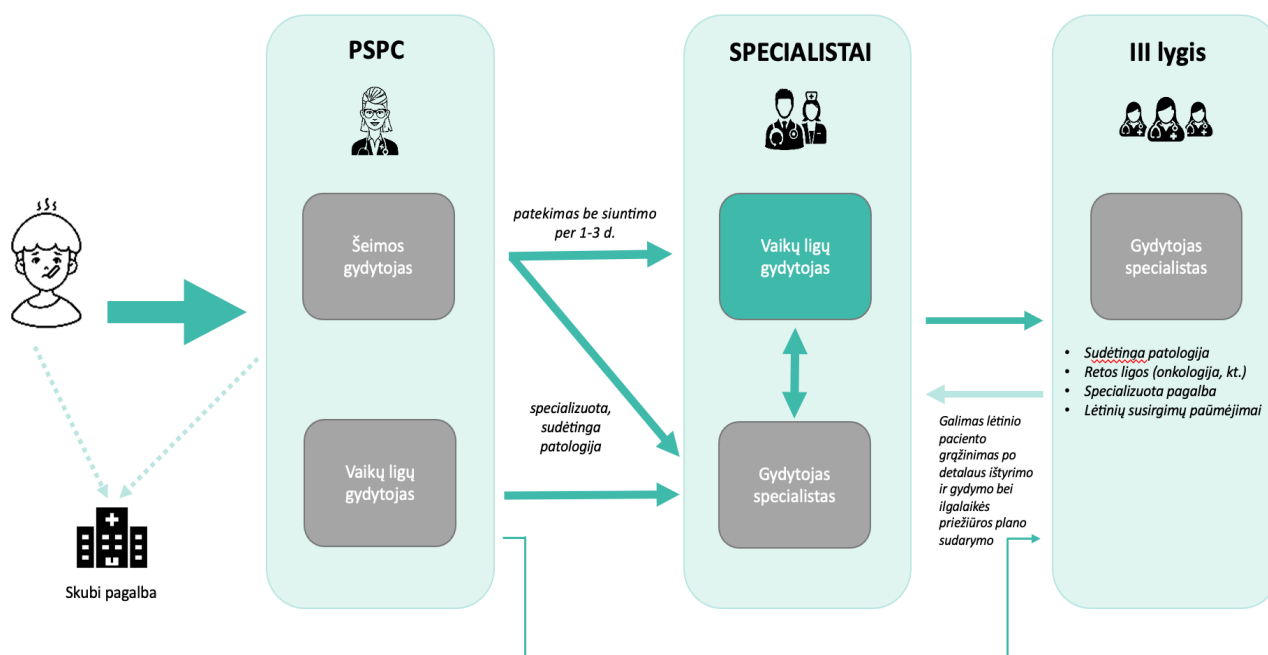 PSPC
SPECIALISTAI
III lygis
Šeimos
gydytojas
Vaikų ligų
gydytojas
patekimas be siuntimo
per 1-3 d.
specializuota,
sudėtinga
patologija
Vaikų ligų
gydytojas
Gydytojas
specialistas
Gydytojas
specialistas
• Sudėtinga patologija
• Retos ligos (onkologija, kt.)
• Specializuota pagalba
• Lėtinių susirgimų paūmėjimai
Galimas lėtinio
paciento
grąžinimas po
detalaus ištyrimo
ir gydymo bei
ilgalaikės
priežiūros plano
sudarymo
Skubi pagalba